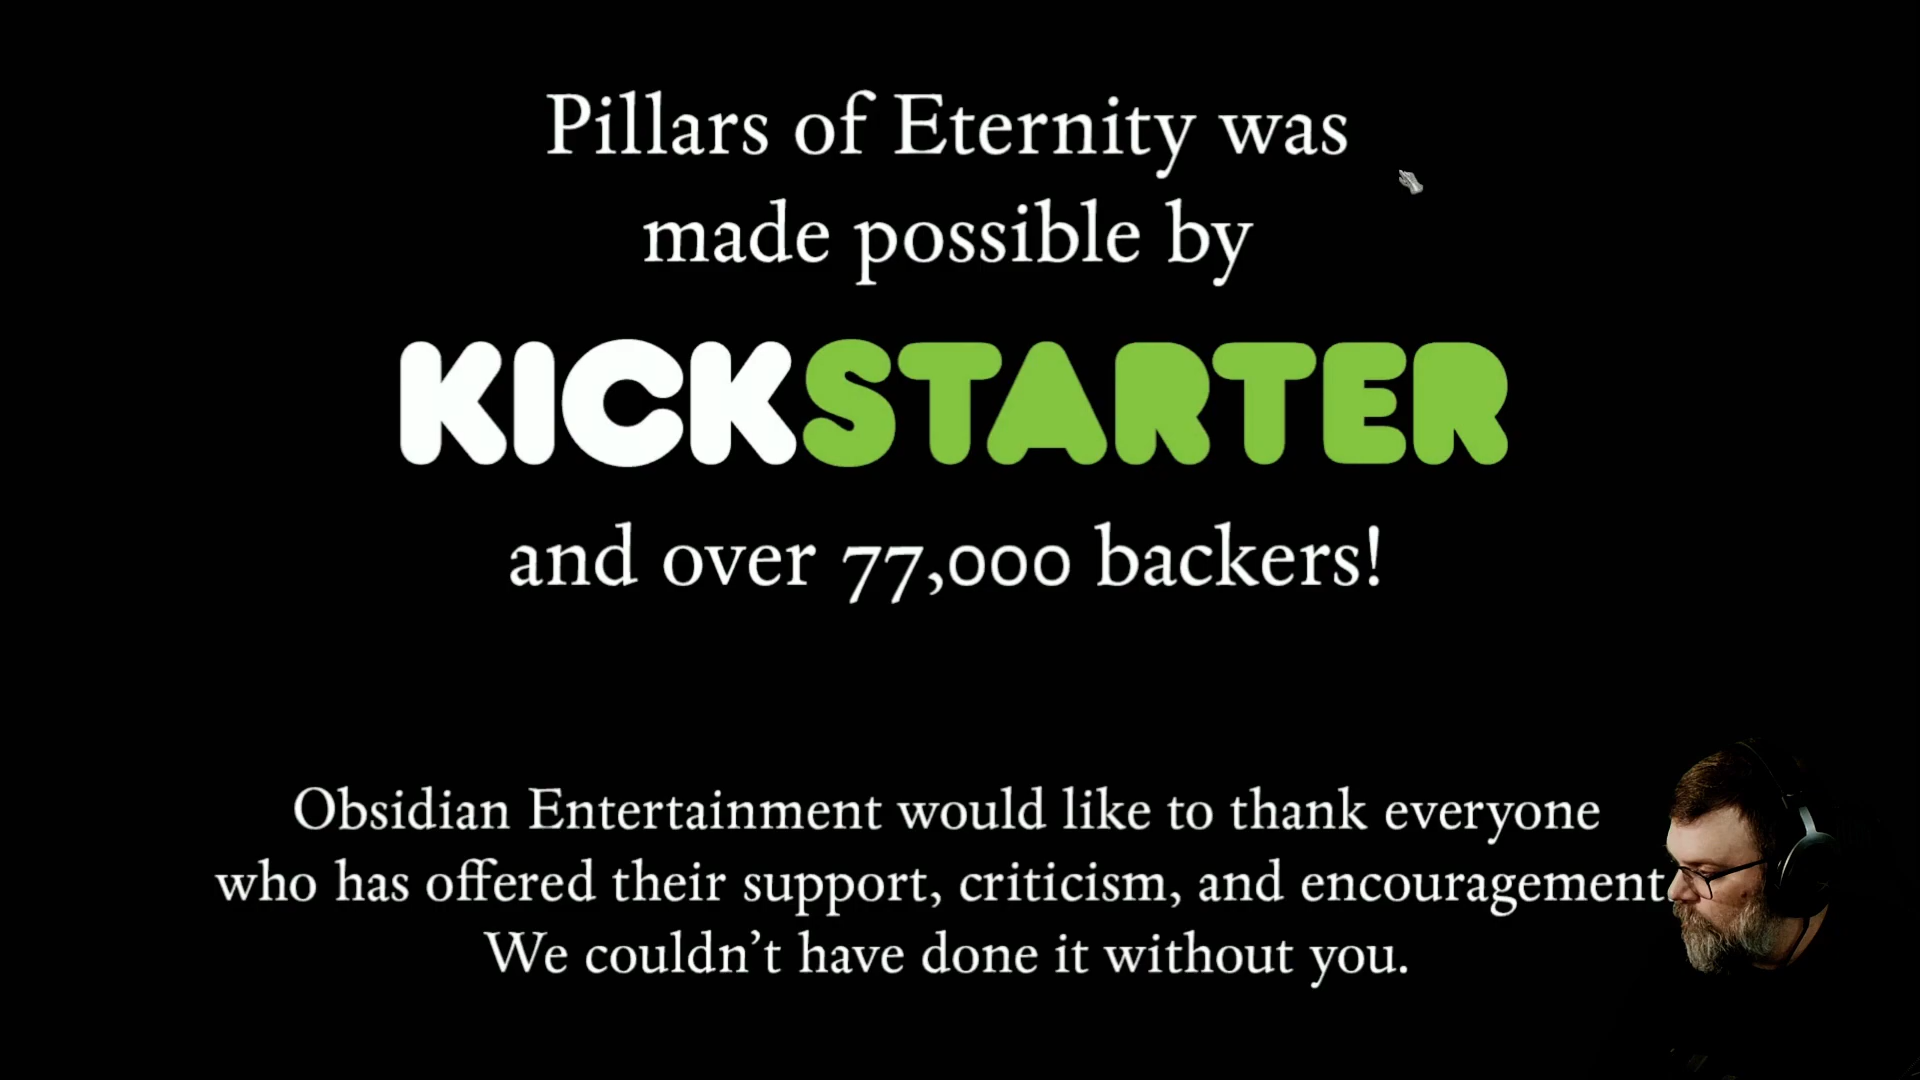 Pillars of Eternity was
made possible by
KICKSTARTER
and over 77,000 backers!
Obsidian Entertainment would like to thank everyone
who has offered their support, criticism, and encouragement.
We couldn't have done it without you.